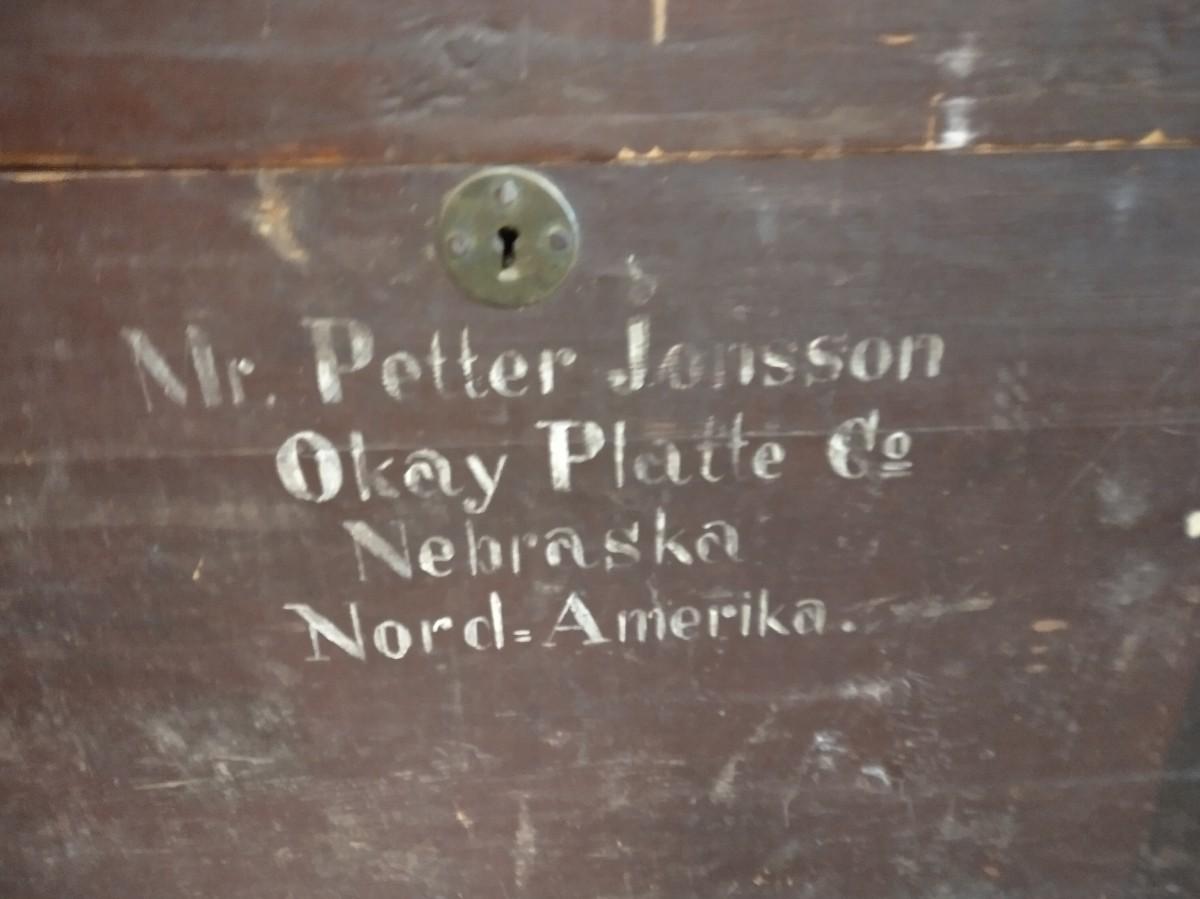 Mr. Petter Jonsson
Okay Platte Co
Nebraska
Nord=Amerika.